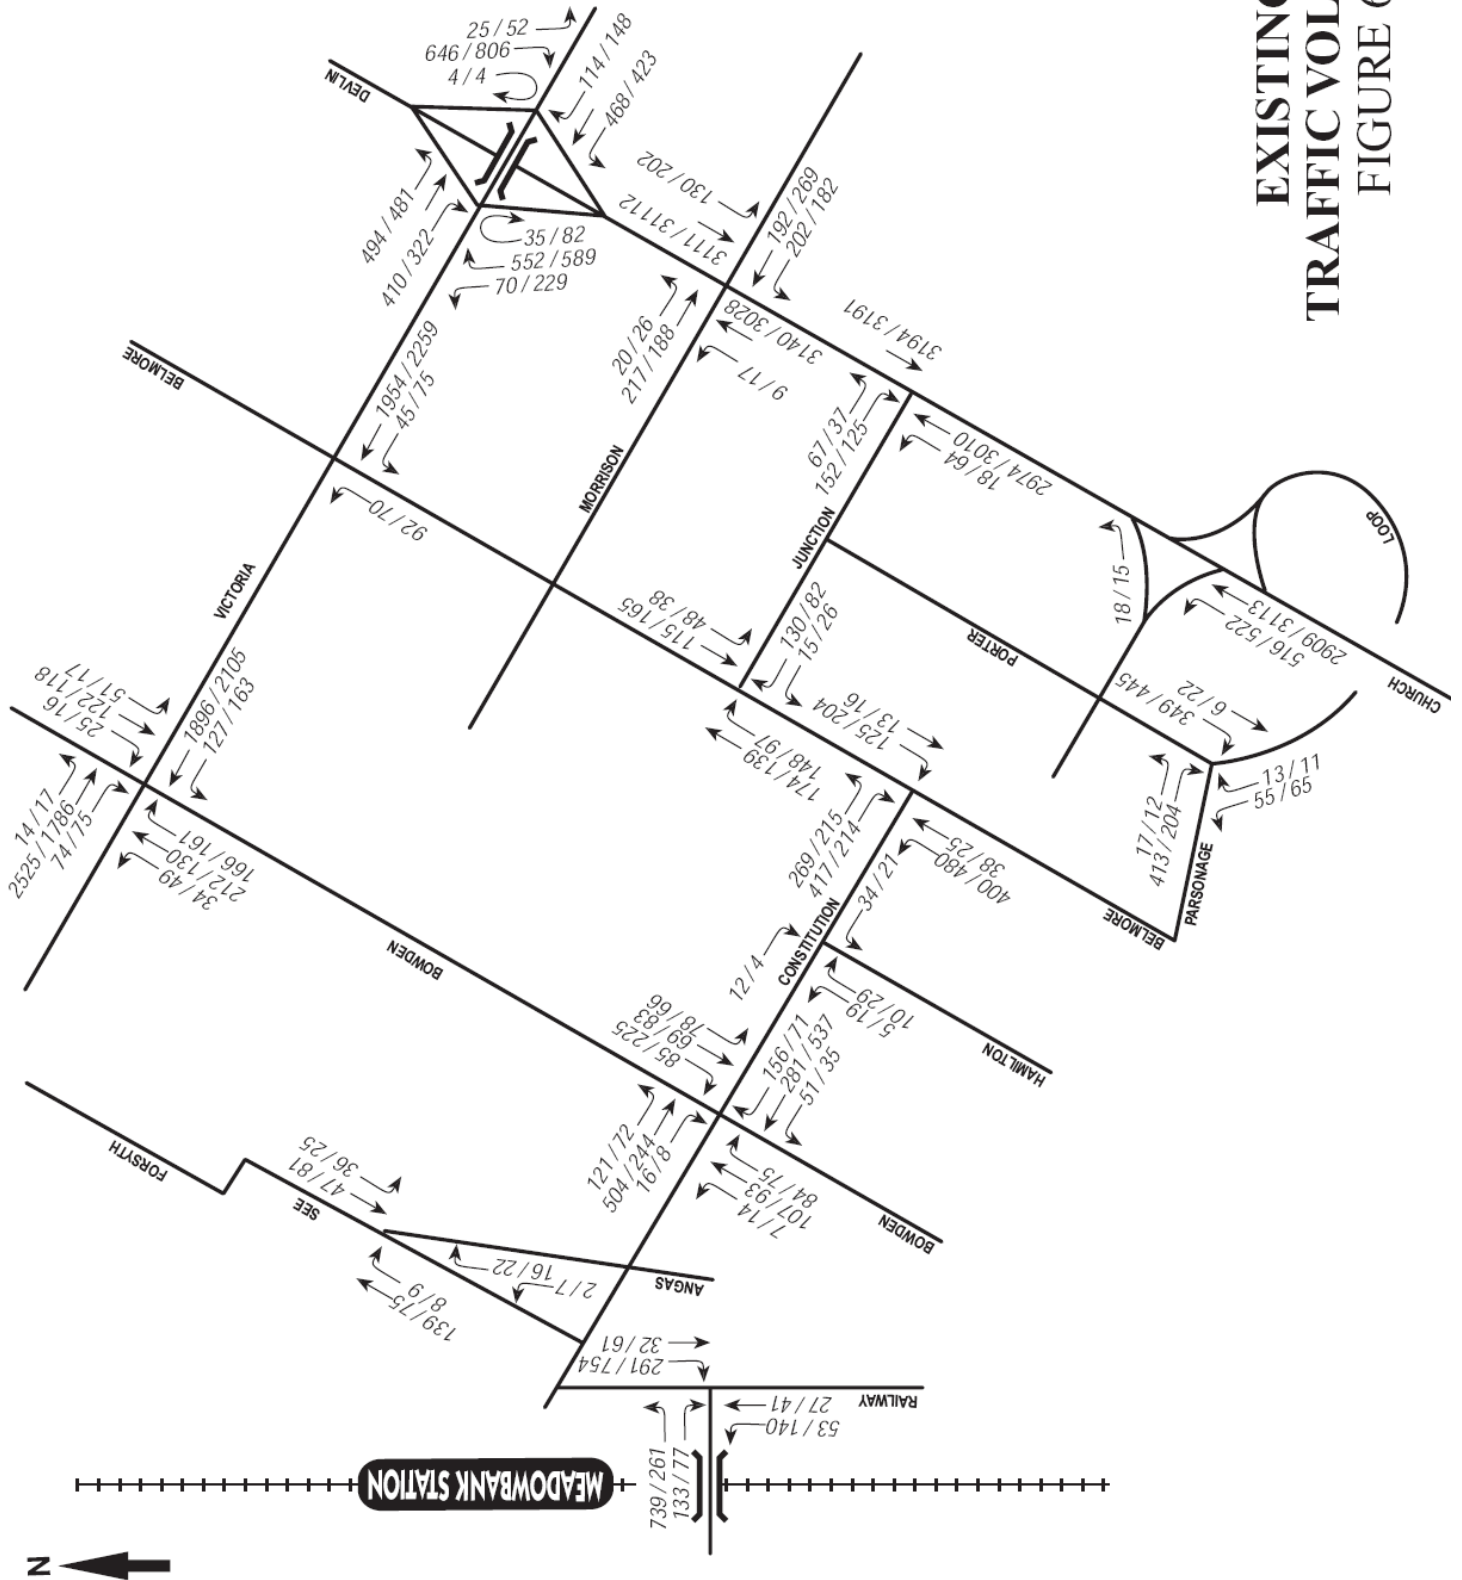 EXISTING
TRAFFIC VOL
FIGURE 6
25 / 52
646 / 806
4 / 4
114 / 148
468 / 423
DEVLIN
494 / 481
410 / 322
35 / 82
552 / 589
70 / 229
130 / 202
3111 / 31112
192 / 269
202 / 182
BELMORE
1954 / 2259
45 / 75
20 / 26
217 / 188
3140 / 3028
9 / 17
3194 / 3191
92 / 70
MORRISON
67 / 37
152 / 125
2974 / 3010
18 / 64
VICTORIA
JUNCTION
LOOP
115 / 165
48 / 38
130 / 82
15 / 26
18 / 15
PORTER
2909 / 3113
516 / 522
CHURCH
51 / 17
122 / 118
25 / 16
1896 / 2105
127 / 163
125 / 204
13 / 16
174 / 139
148 / 97
349 / 445
6 / 22
14 / 17
2525 / 1786
74 / 75
166 / 161
212 / 130
34 / 49
269 / 215
417 / 214
34 / 21
400 / 480
38 / 25
17 / 12
413 / 204
13 / 11
55 / 65
PARSONAGE
BELMORE
BOWDEN
CONSTITUTION
12 / 4
78 / 66
69 / 83
85 / 225
10 / 29
5 / 19
HAMILTON
156 / 71
281 / 537
51 / 35
121 / 72
504 / 244
16 / 8
84 / 75
107 / 93
7 / 14
BOWDEN
FORSYTH
36 / 25
47 / 81
SEE
16 / 22
2 / 7
ANGAS
139 / 75
8 / 9
32 / 61
291 / 754
RAILWAY
27 / 41
53 / 140
739 / 261
133 / 77
MEADOWBANK STATION
N